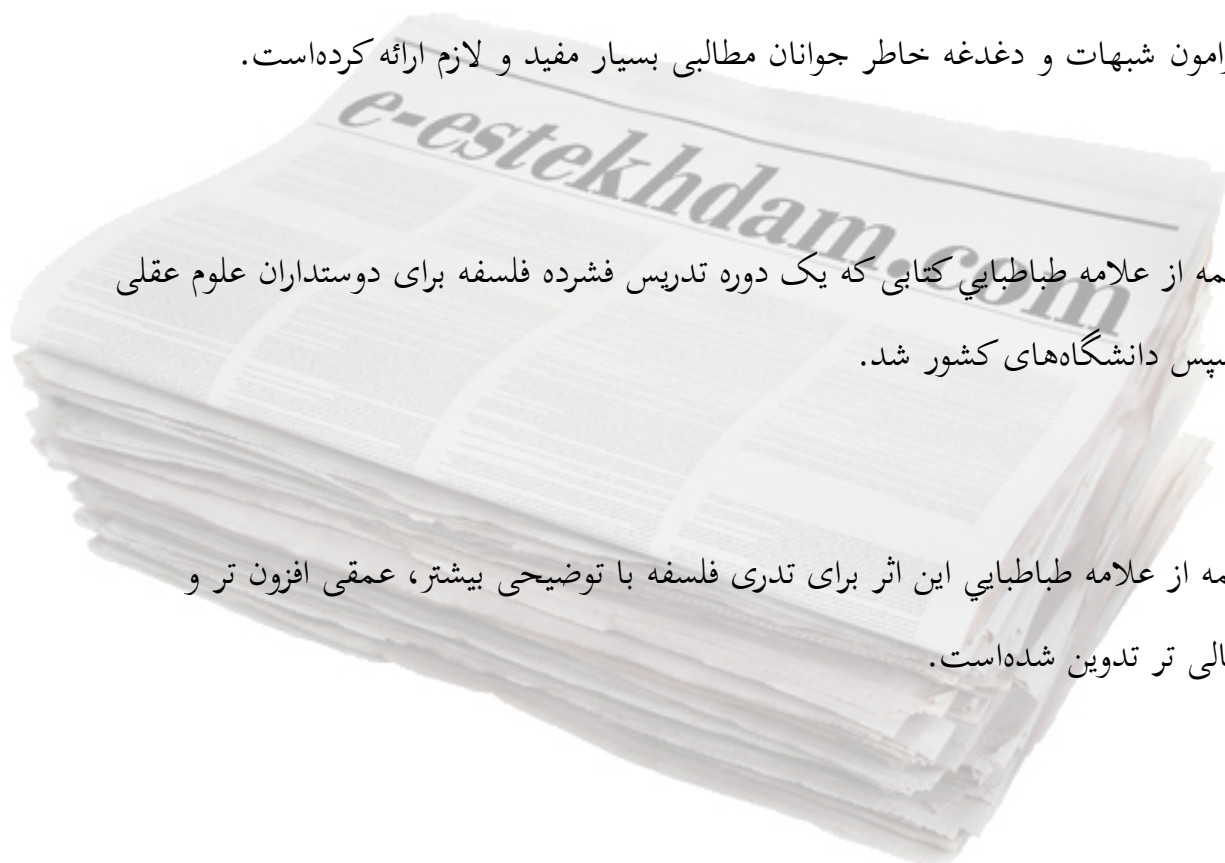 امون شبهات و دغدغه خاطر جوانان مطالبی بسیار مفید و لازم ارائه کرده‌است.
e-estekhdam.com
مه از علامه طباطبايي کتابی که یک دوره تدریس فشرده فلسفه برای دوستداران علوم عقلی
سپس دانشگاه‌های کشور شد.
مه از علامه طباطبايي این اثر برای تدری فلسفه با توضیحی بیشتر، عمقی افزون تر و
الی تر تدوین شده‌است.